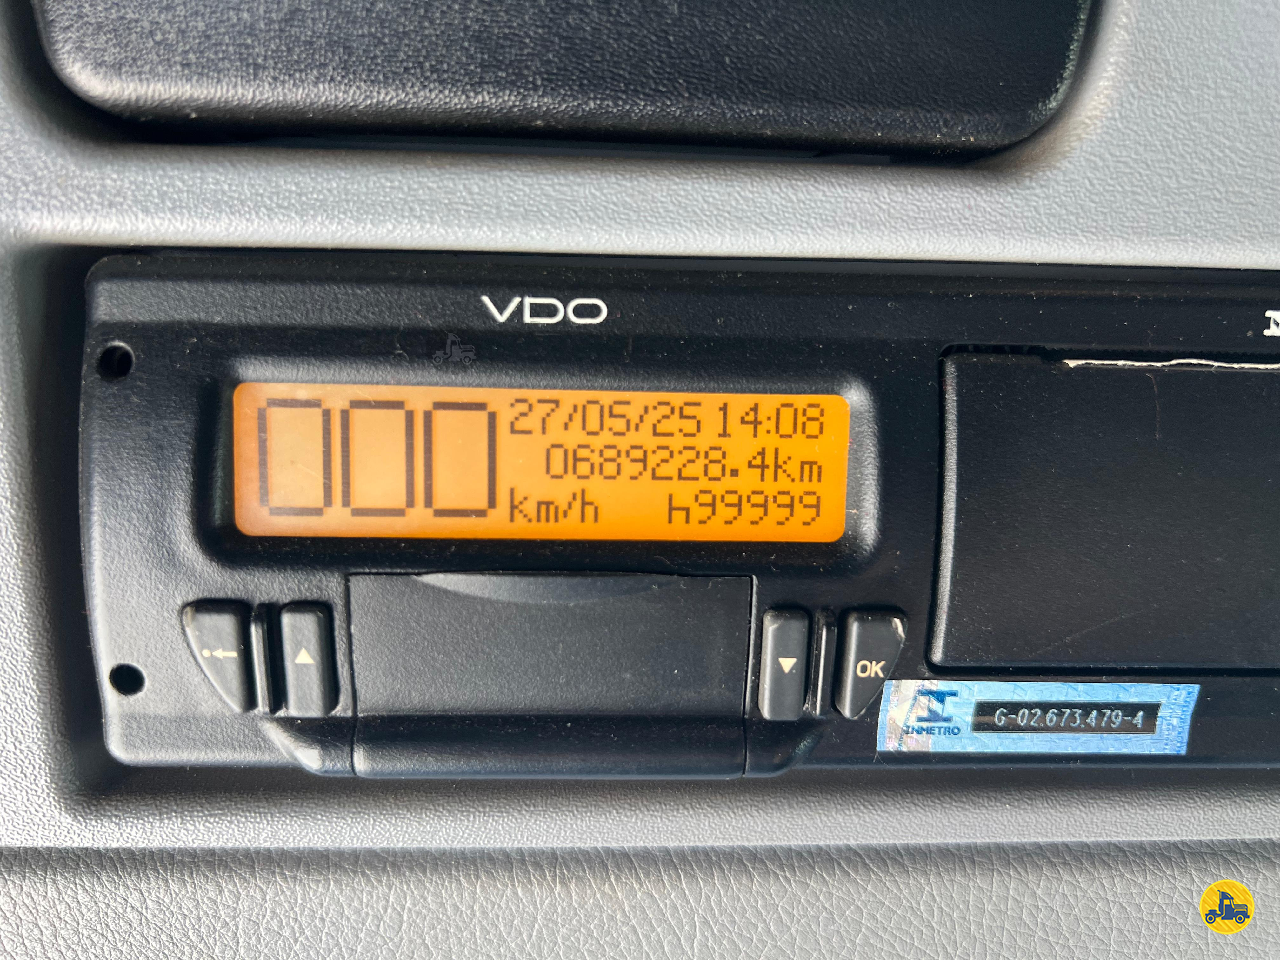 VDO
27/05/25 14:08
0689228.4km
000 km/h h99999
OK
INMETRO G-02.673.479-4